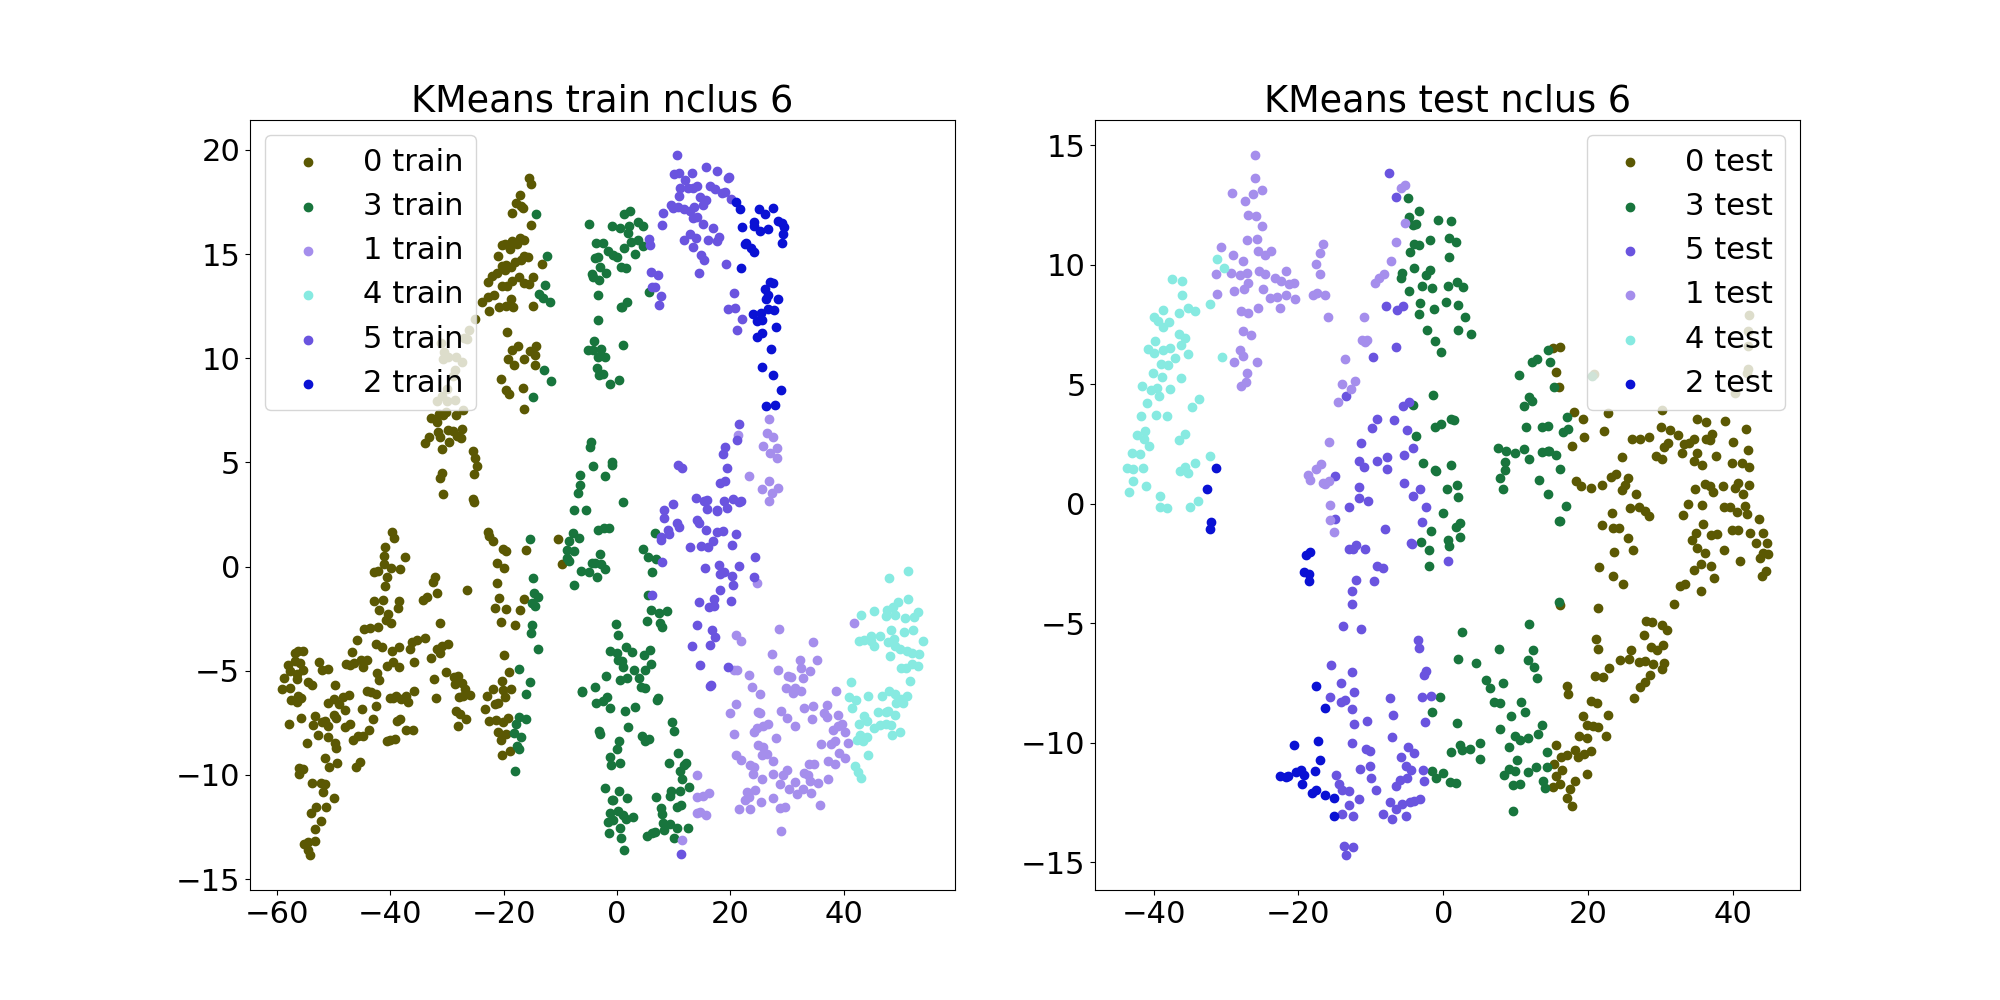 KMeans train nclus 6
20
15
10
5
0
−5
−10
−15
−60 −40 −20 0 20 40
0 train
3 train
1 train
4 train
5 train
2 train
KMeans test nclus 6
15
10
5
0
−5
−10
−15
−40 −20 0 20 40
0 test
3 test
5 test
1 test
4 test
2 test